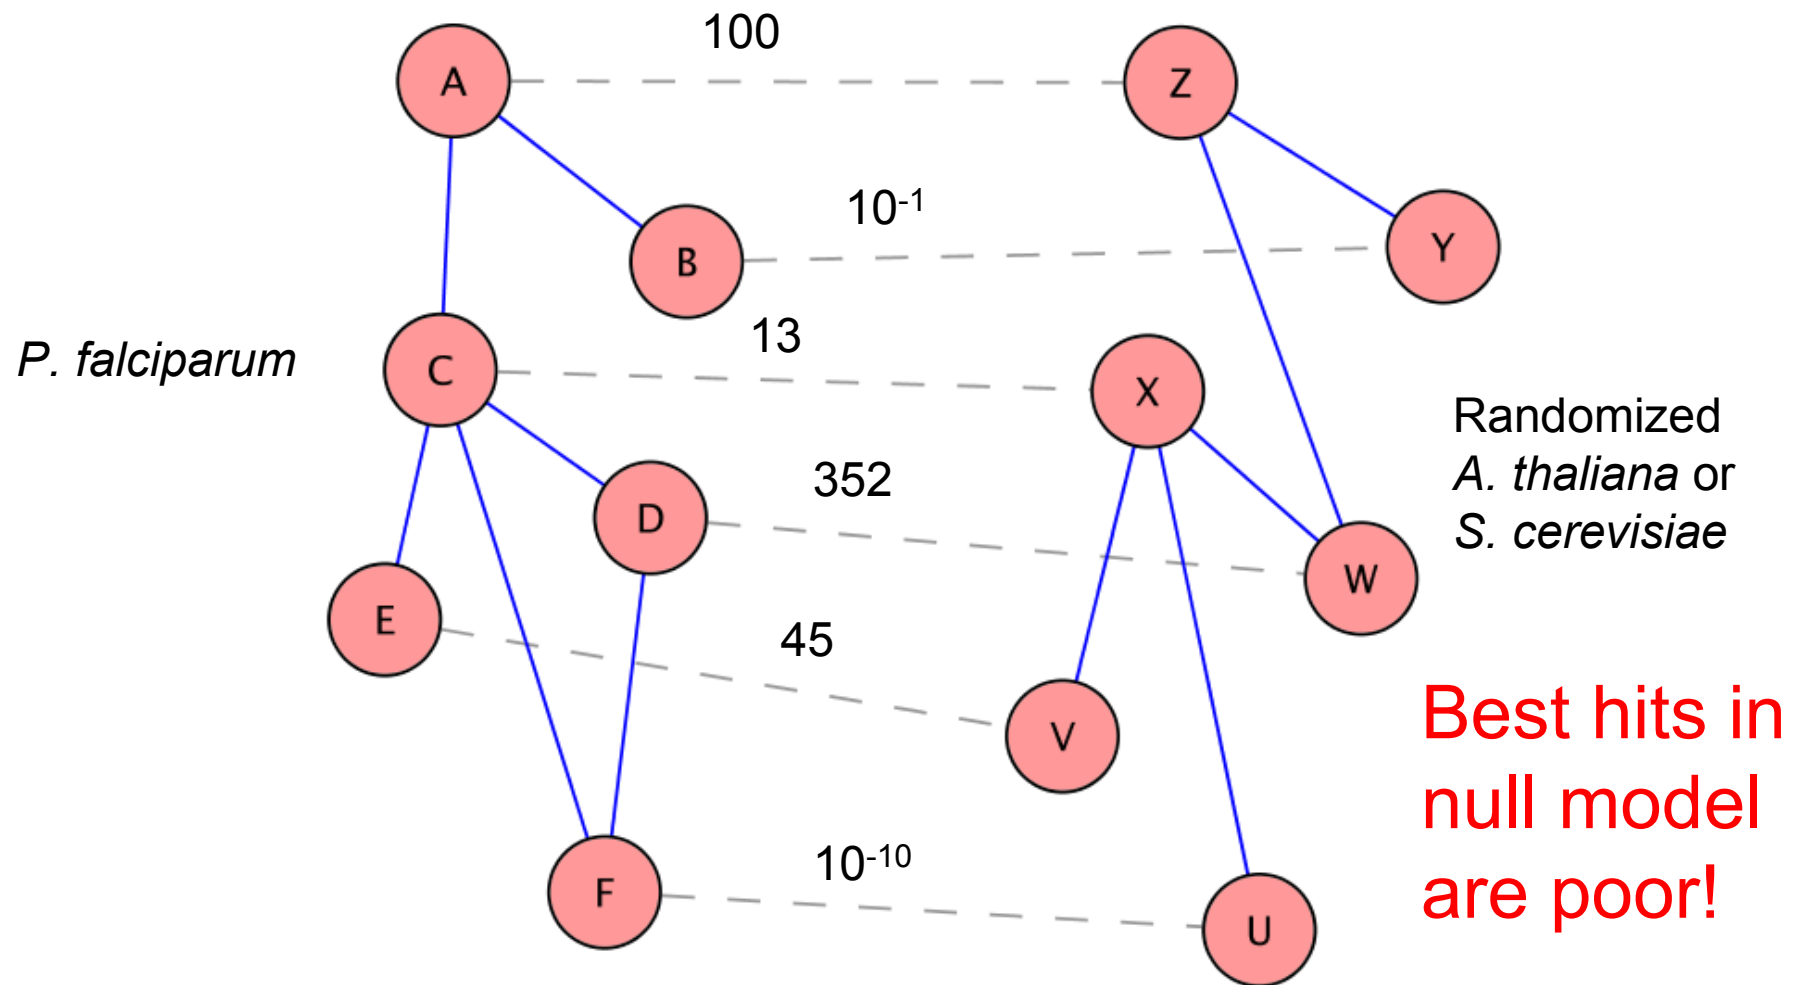 100
A
Z
10-1
B
Y
13
P. falciparum
C
X
Randomized
A. thaliana or
S. cerevisiae
352
D
W
E
45
V
Best hits in
null model
are poor!
10-10
F
U